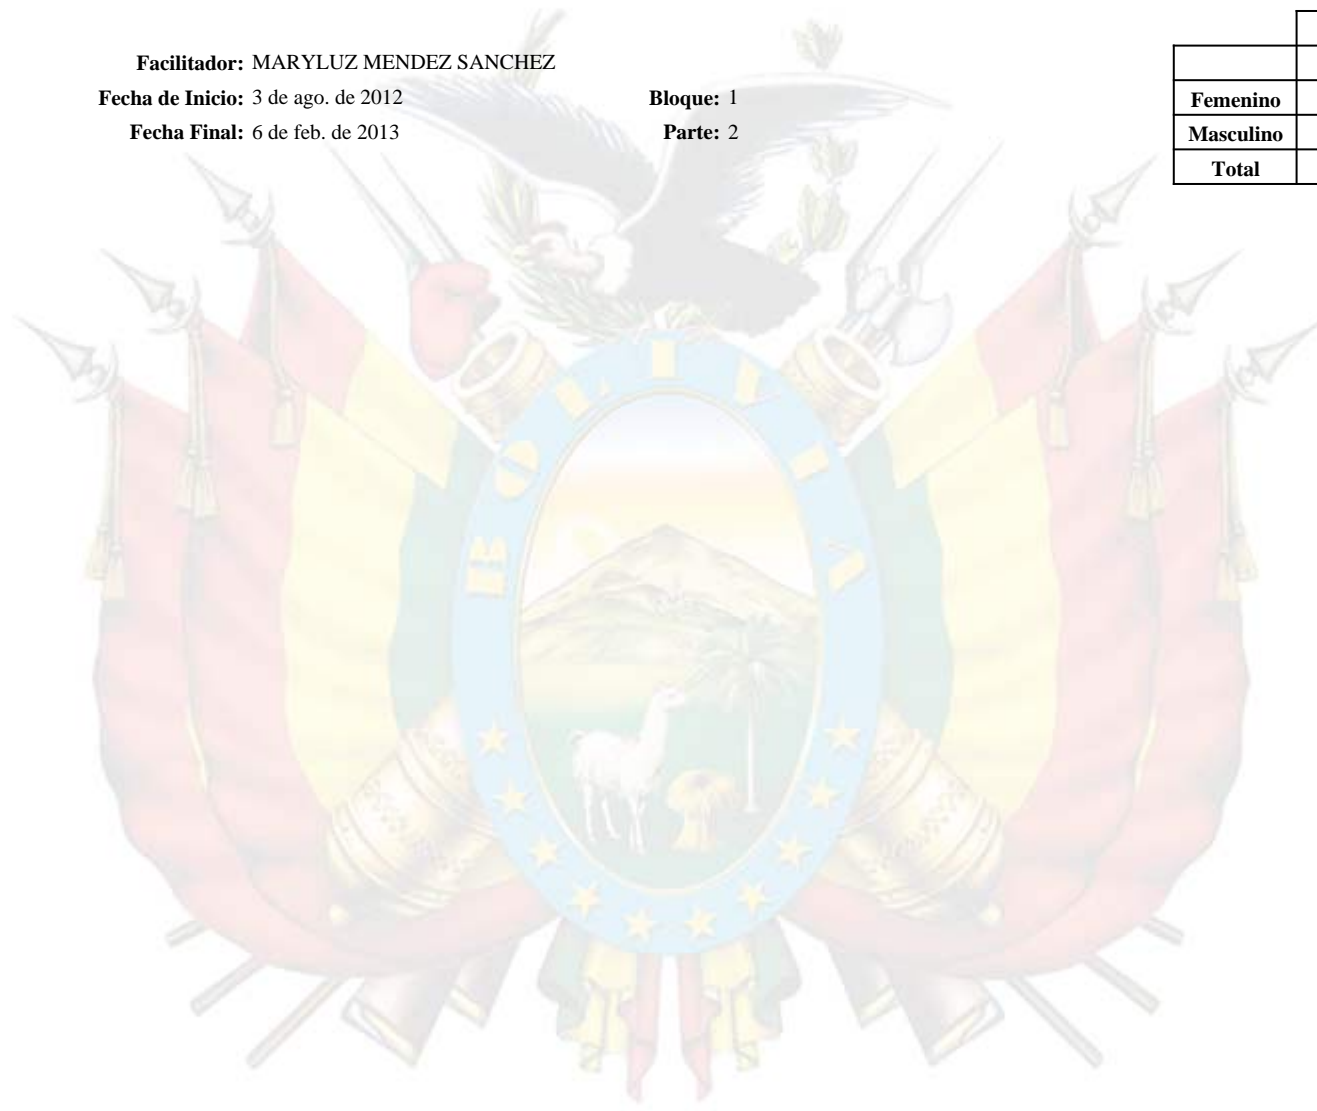 Facilitador: MARYLUZ MENDEZ SANCHEZ
Fecha de Inicio: 3 de ago. de 2012 Bloque: 1
Fecha Final: 6 de feb. de 2013 Parte: 2
Femenino
Masculino
Total
BOLIVIA